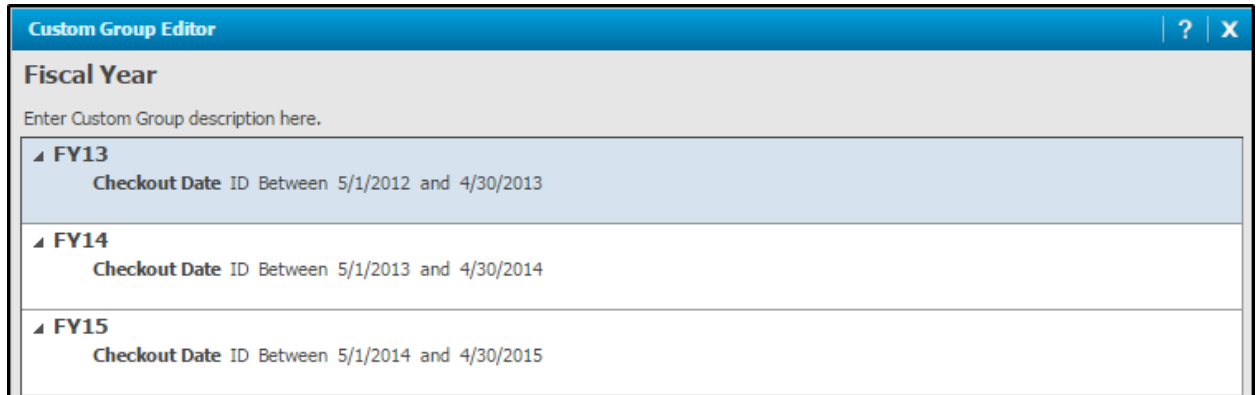 Custom Group Editor ? X
Fiscal Year
Enter Custom Group description here.
FY13
Checkout Date ID Between 5/1/2012 and 4/30/2013
FY14
Checkout Date ID Between 5/1/2013 and 4/30/2014
FY15
Checkout Date ID Between 5/1/2014 and 4/30/2015